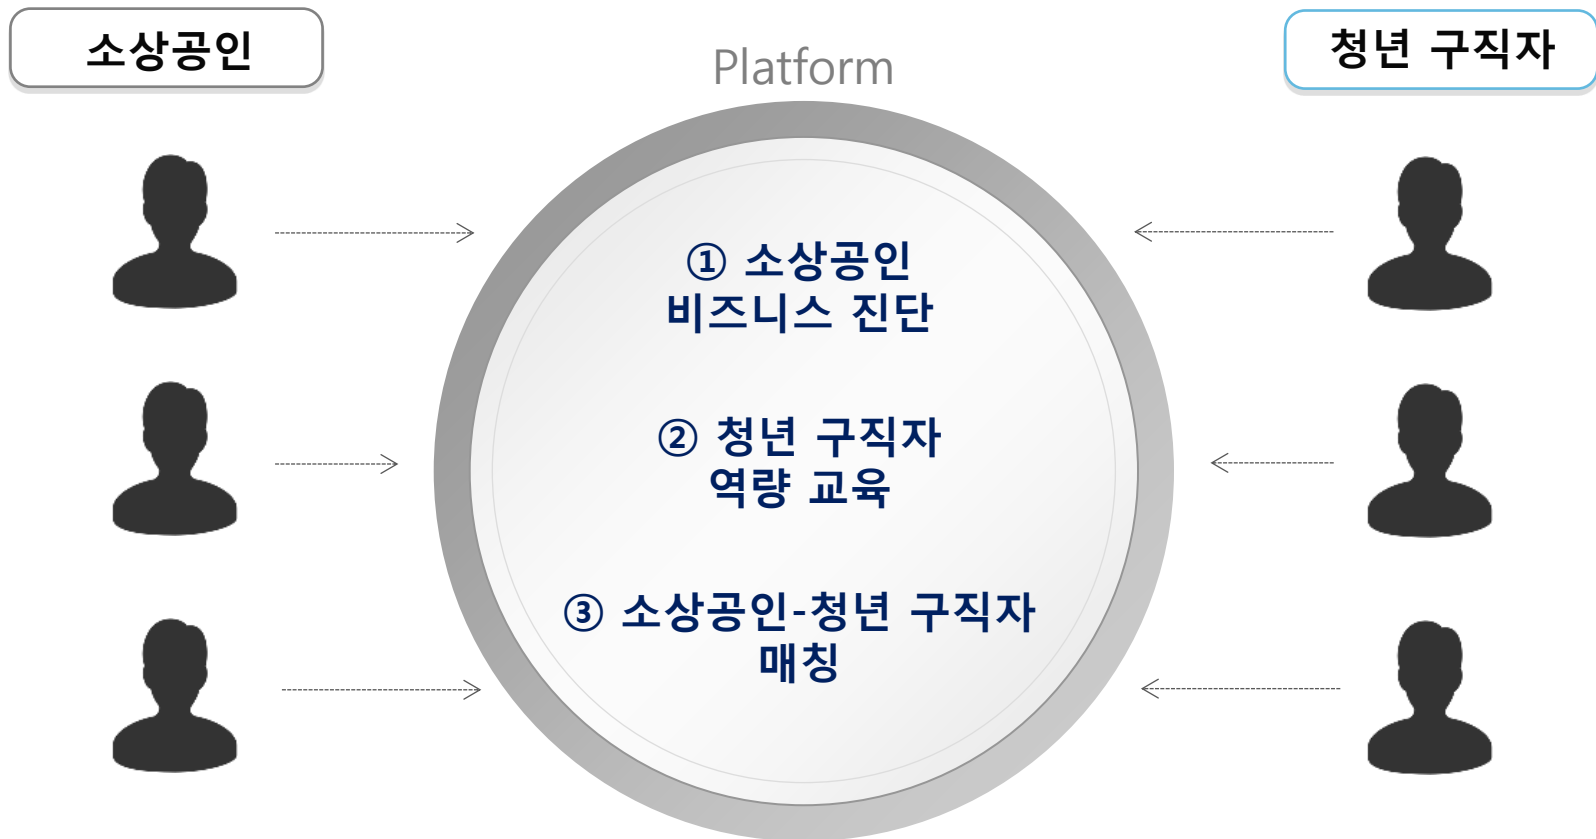 소상공인
Platform
청년 구직자
① 소상공인
비즈니스 진단
② 청년 구직자
역량 교육
③ 소상공인-청년 구직자
매칭